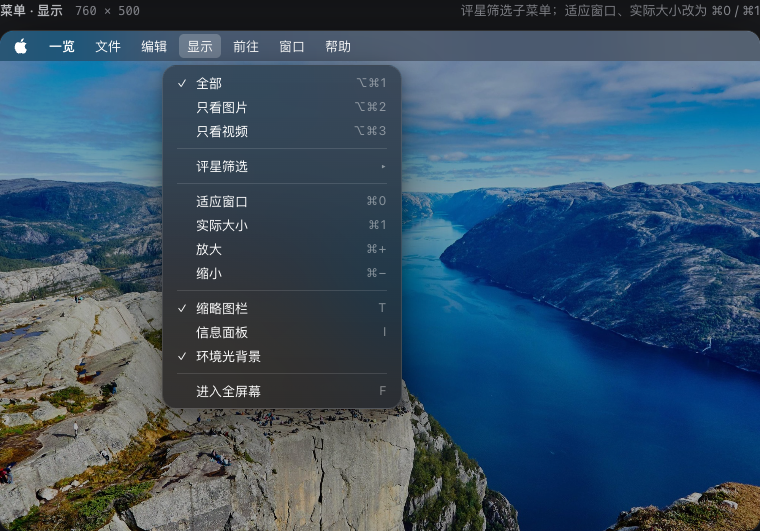 菜单 · 显示 760 × 500 评星筛选子菜单；适应窗口、实际大小改为 ⌘0 / ⌘1
一览 文件 编辑 显示 前往 窗口 帮助
✓ 全部 ⌥⌘1
只看图片 ⌥⌘2
只看视频 ⌥⌘3
评星筛选 ▸
适应窗口 ⌘0
实际大小 ⌘1
放大 ⌘+
缩小 ⌘−
✓ 缩略图栏 T
信息面板 I
✓ 环境光背景
进入全屏幕 F